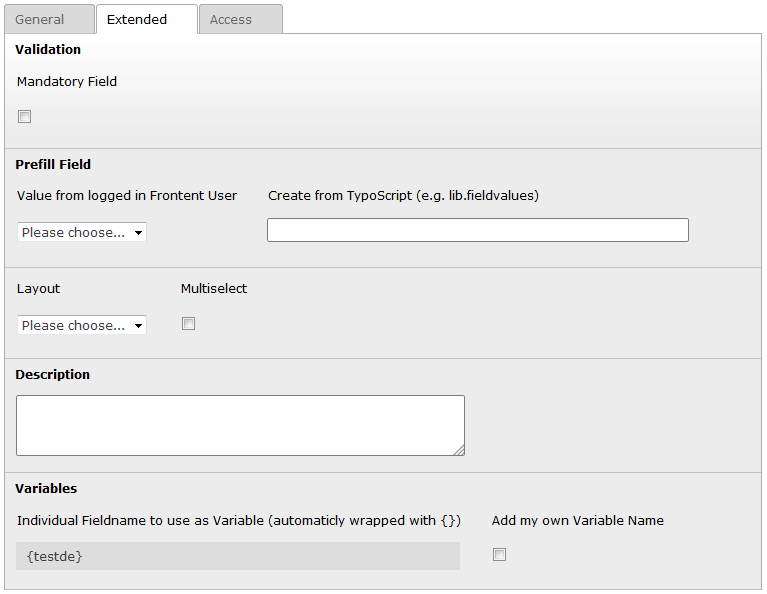 General Extended Access
Validation
Mandatory Field
Prefill Field
Value from logged in Frontent User Create from TypoScript (e.g. lib.fieldvalues)
Please choose...
Layout Multiselect
Please choose...
Description
Variables
Individual Fieldname to use as Variable (automaticly wrapped with {}) Add my own Variable Name
{testde}